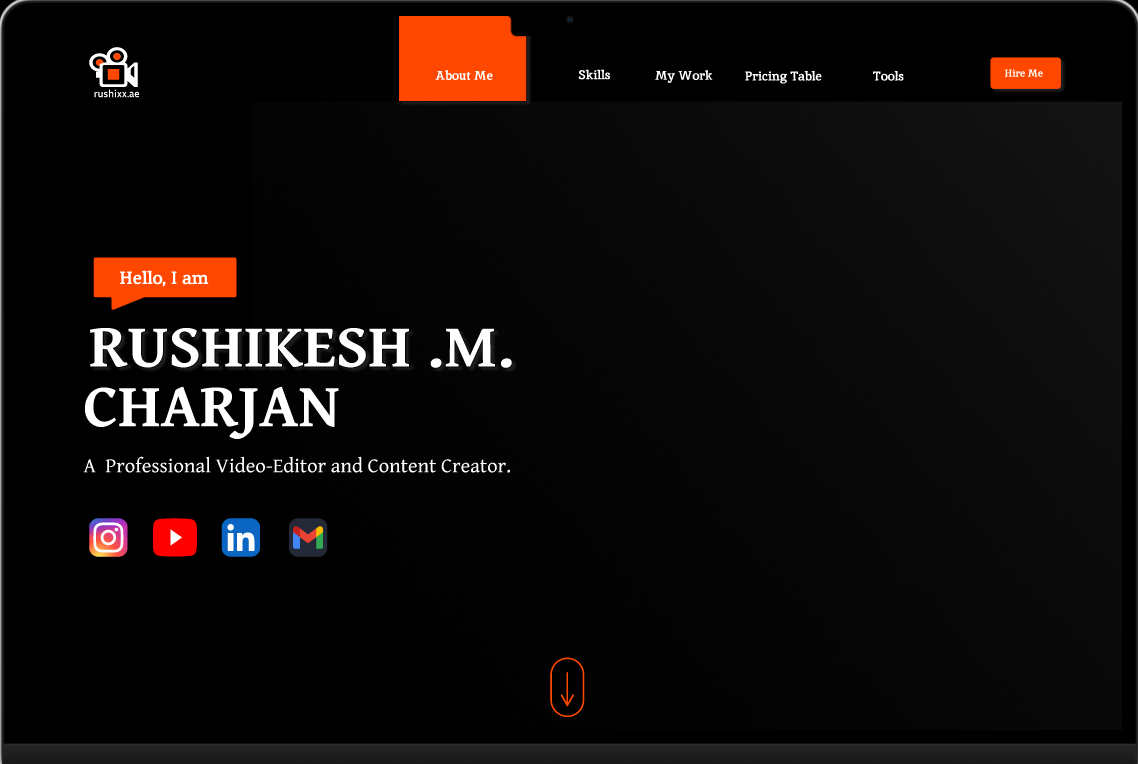 rushixx.ae
About Me
Skills
My Work
Pricing Table
Tools
Hire Me
Hello, I am
RUSHIKESH .M.
CHARJAN
A Professional Video-Editor and Content Creator.
in